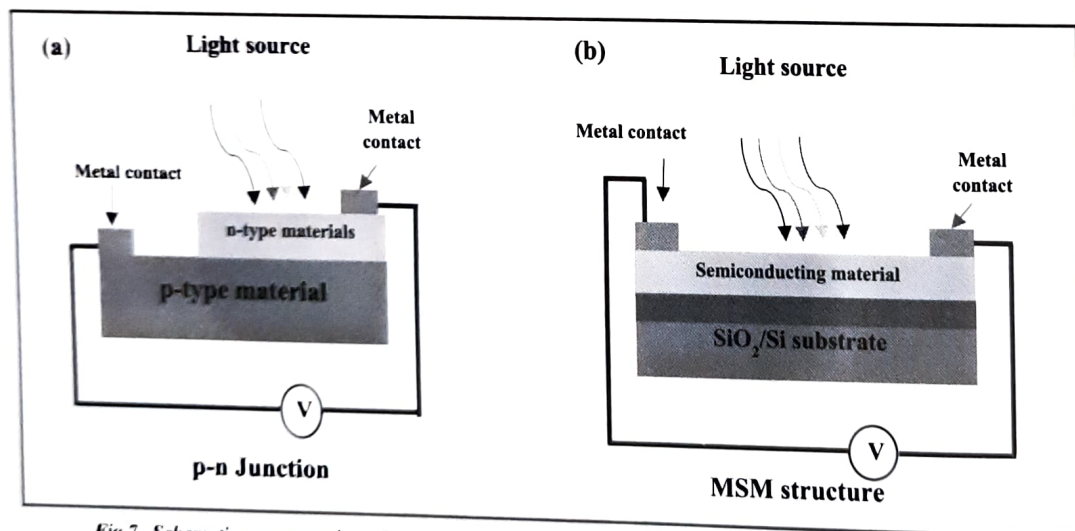 (a)
Light source
Metal contact
Metal
contact
n-type materials
p-type material
V
p-n Junction
(b)
Light source
Metal contact
Metal
contact
Semiconducting material
SiO₂/Si substrate
V
MSM structure
Fig 7